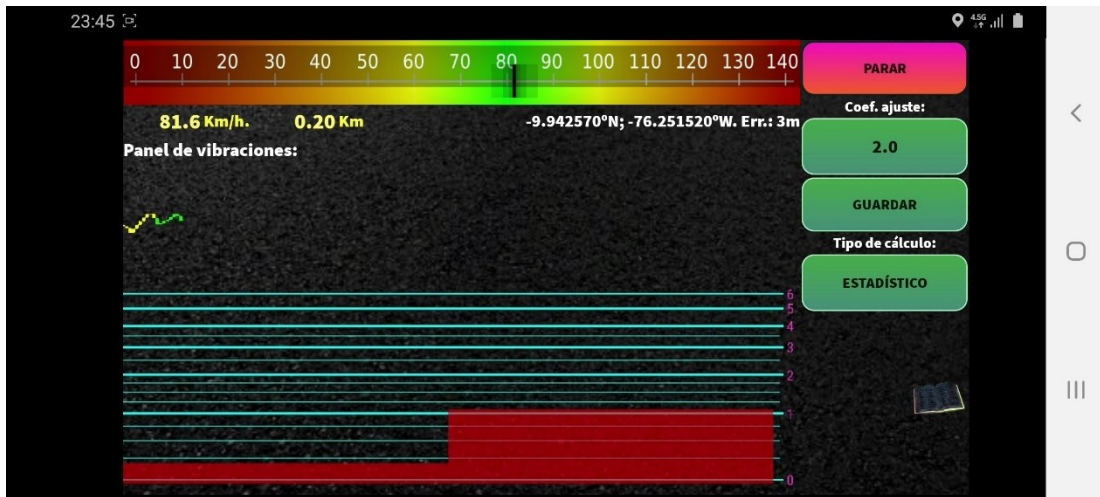 23:45
4.5G
0 10 20 30 40 50 60 70 80 90 100 110 120 130 140
PARAR
81.6 Km/h. 0.20 Km -9.942570ºN; -76.251520ºW. Err.: 3m
Coef. ajuste:
Panel de vibraciones:
2.0
GUARDAR
Tipo de cálculo:
ESTADÍSTICO
6
5
4
3
2
1
0